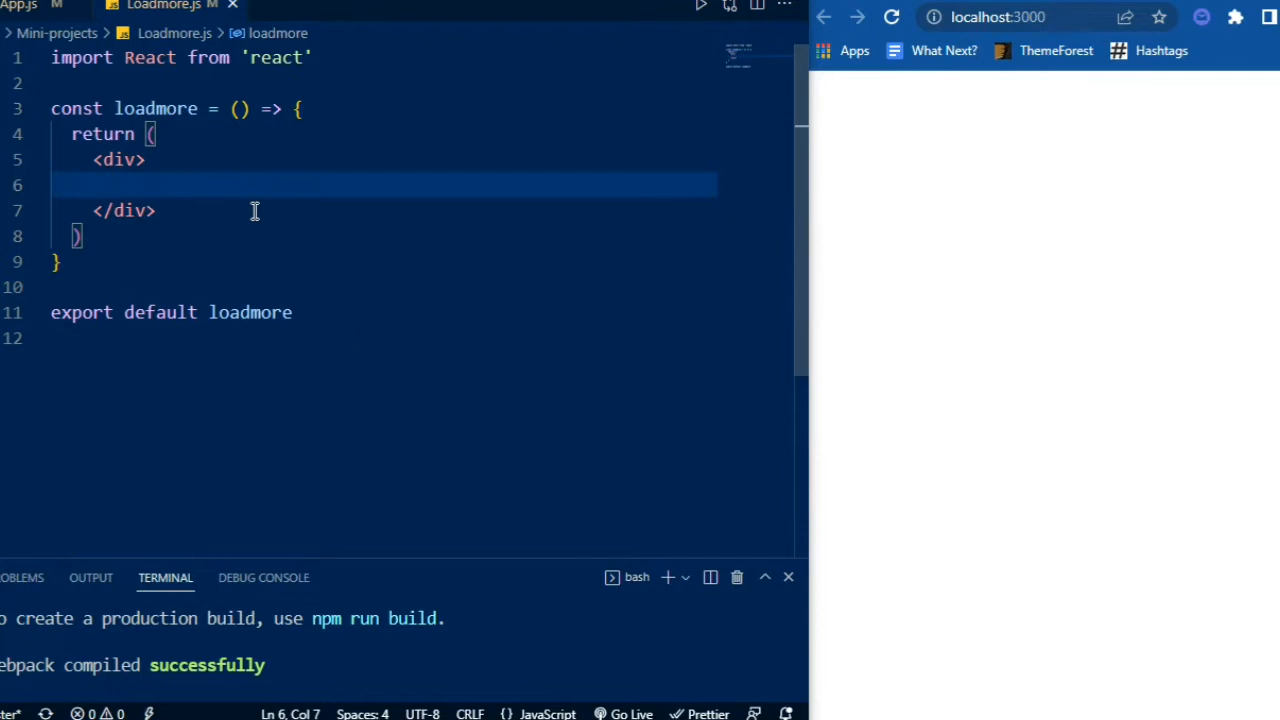 App.js M Loadmore.js M
Mini-projects > Loadmore.js > loadmore
1 import React from 'react'
2
3 const loadmore = () => {
4 return (
5 <div>
6
7 </div>
8 )
9 }
10
11 export default loadmore
12
OBLEMS OUTPUT TERMINAL DEBUG CONSOLE bash
o create a production build, use npm run build.
ebpack compiled successfully
ter* 0 0 Ln 6, Col 7 Spaces: 4 UTF-8 CRLF {} JavaScript Go Live Prettier
localhost:3000
Apps What Next? ThemeForest Hashtags